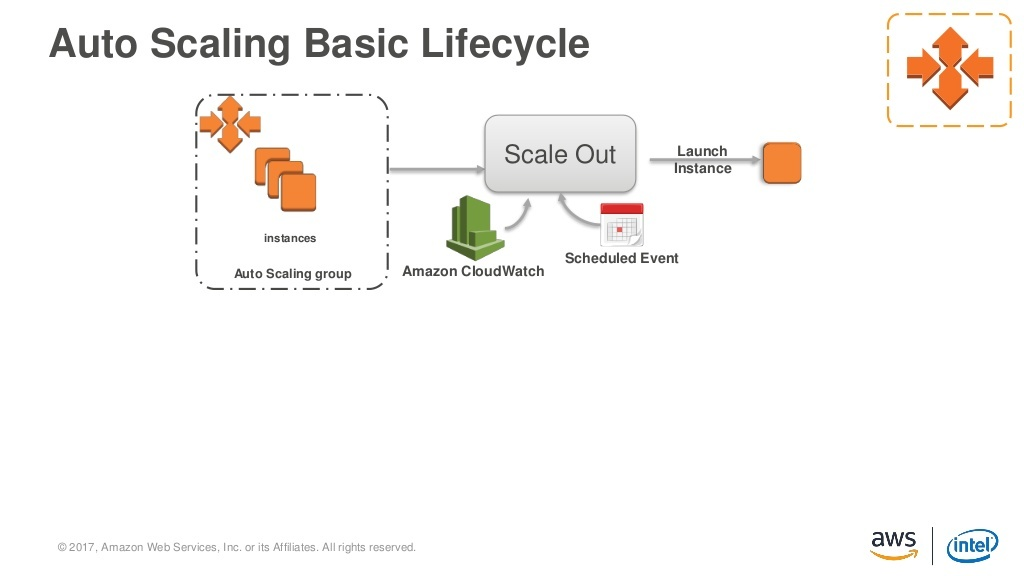 Auto Scaling Basic Lifecycle
Scale Out
Launch
Instance
instances
Auto Scaling group
Amazon CloudWatch
Scheduled Event
© 2017, Amazon Web Services, Inc. or its Affiliates. All rights reserved.
aws
intel